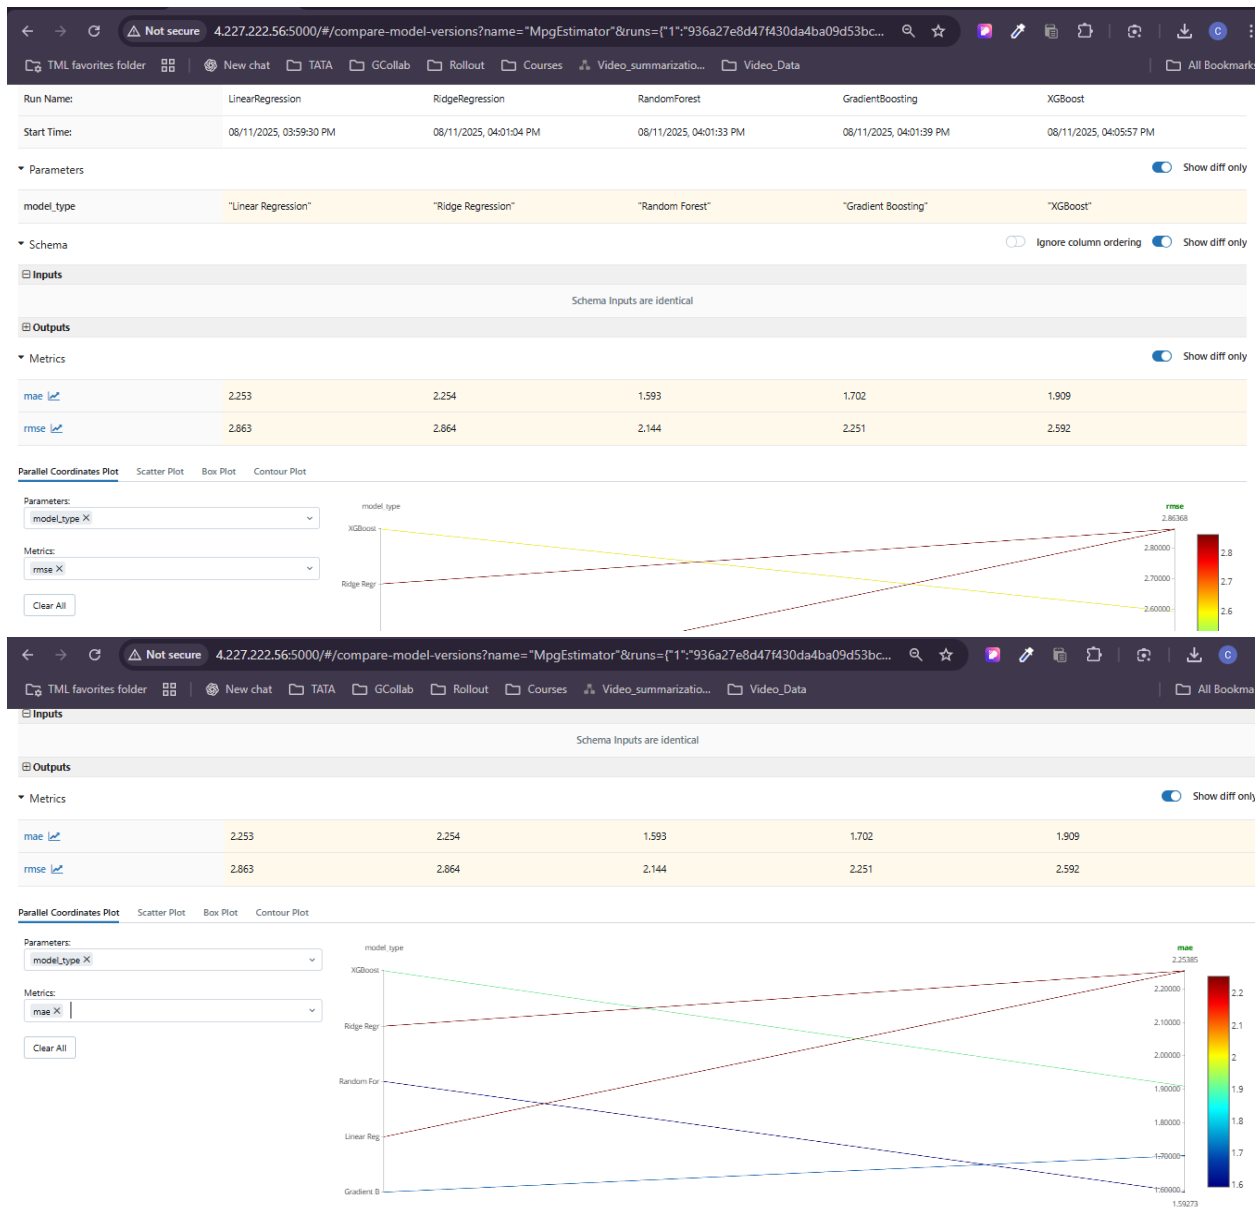 Not secure 4.227.222.56:5000/#/compare-model-versions?name="MpgEstimator"&runs={"1":"936a27e8d47f430da4ba09d53bc... C
TML favorites folder New chat TATA GCollab Rollout Courses Video_summarizatio... Video_Data All Bookmarks
Run Name: LinearRegression RidgeRegression RandomForest GradientBoosting XGBoost
Start Time: 08/11/2025, 03:59:30 PM 08/11/2025, 04:01:04 PM 08/11/2025, 04:01:33 PM 08/11/2025, 04:01:39 PM 08/11/2025, 04:05:57 PM
Parameters Show diff only
model_type "Linear Regression" "Ridge Regression" "Random Forest" "Gradient Boosting" "XGBoost"
Schema Ignore column ordering Show diff only
Inputs
Schema Inputs are identical
Outputs
Metrics Show diff only
mae 2.253 2.254 1.593 1.702 1.909
rmse 2.863 2.864 2.144 2.251 2.592
Parallel Coordinates Plot Scatter Plot Box Plot Contour Plot
Parameters:
model_type
Metrics:
rmse
Clear All
model_type
XGBoost
Ridge Regr
rmse
2.86368
2.80000
2.70000
2.60000
2.8
2.7
2.6
Not secure 4.227.222.56:5000/#/compare-model-versions?name="MpgEstimator"&runs={"1":"936a27e8d47f430da4ba09d53bc... C
TML favorites folder New chat TATA GCollab Rollout Courses Video_summarizatio... Video_Data All Bookma
Inputs
Schema Inputs are identical
Outputs
Metrics Show diff only
mae 2.253 2.254 1.593 1.702 1.909
rmse 2.863 2.864 2.144 2.251 2.592
Parallel Coordinates Plot Scatter Plot Box Plot Contour Plot
Parameters:
model_type
Metrics:
mae
Clear All
model_type
XGBoost
Ridge Regr
Random For
Linear Reg
Gradient B
mae
2.25385
2.20000
2.10000
2.00000
1.90000
1.80000
1.70000
1.60000
1.59273
2.2
2.1
2
1.9
1.8
1.7
1.6